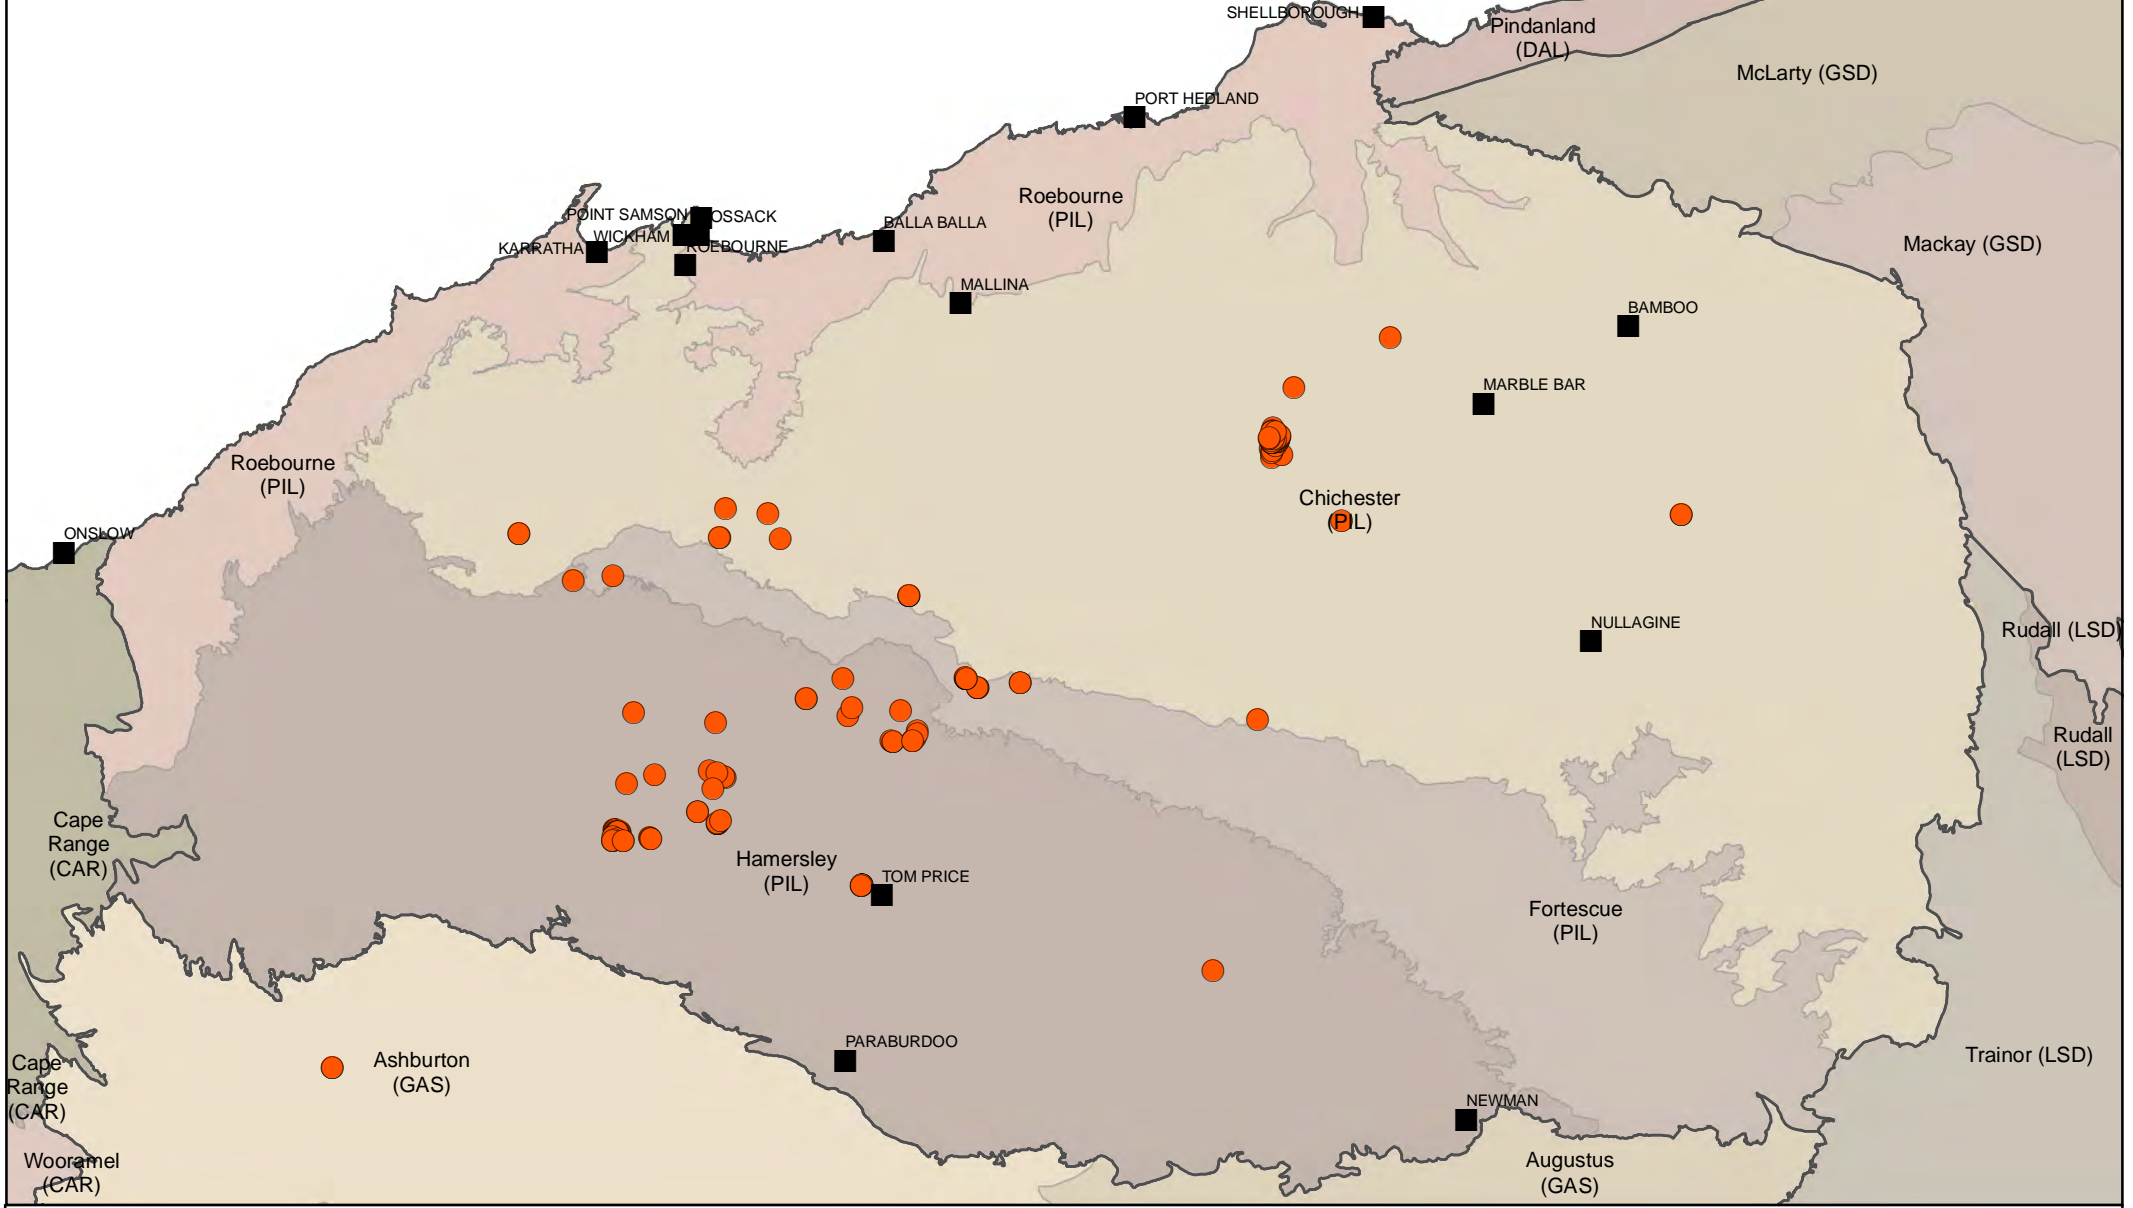 SHELLBOROUGH
Pindanland
(DAL)
McLarty (GSD)
PORT HEDLAND
Roebourne
(PIL)
POINT SAMSON
OSSACK
BALLA BALLA
WICKHAM
KARRATHA
ROEBOURNE
Mackay (GSD)
MALLINA
BAMBOO
MARBLE BAR
Roebourne
(PIL)
Chichester
(PIL)
ONSLOW
NULLAGINE
Rudall (LSD)
Rudall
(LSD)
Cape
Range
(CAR)
Hamersley
(PIL)
TOM PRICE
Fortescue
(PIL)
PARABURDOO
Ashburton
(GAS)
Trainor (LSD)
Cape
Range
(CAR)
NEWMAN
Wooramel
(CAR)
Augustus
(GAS)